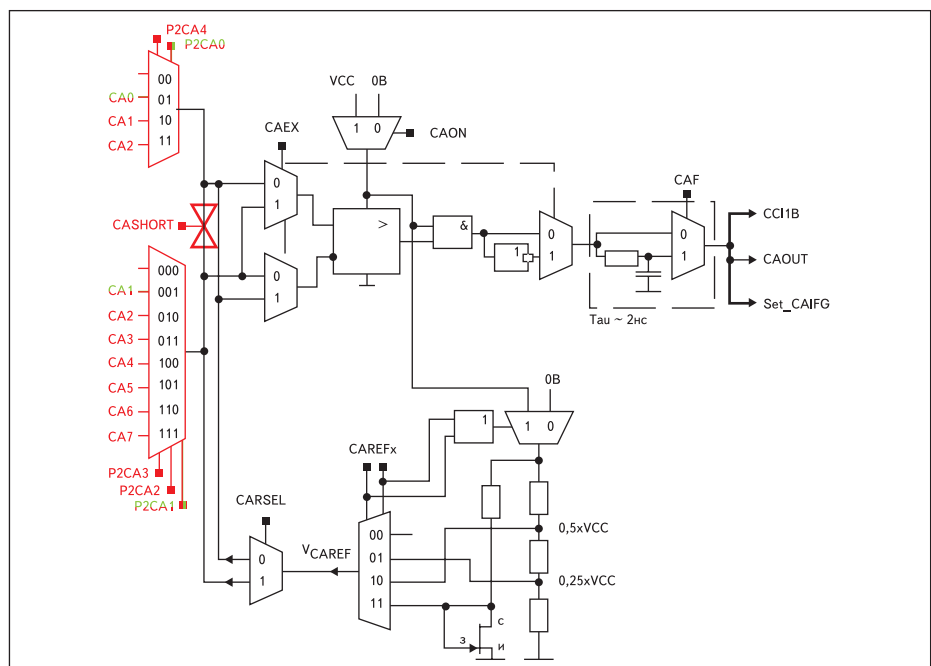 P2CA4
P2CA0
00
CA0 01
CA1 10
CA2 11
VCC 0В
1 0
CAON
CAEX
0
1
>
&
1
0
1
CAF
0
1
CCI1B
CAOUT
Set_CAIFG
Tau ~ 2нс
CASHORT
0
1
000
CA1 001
CA2 010
CA3 011
CA4 100
CA5 101
CA6 110
CA7 111
P2CA3
P2CA2
P2CA1
CARSEL
0
1
VCAREF
CAREFx
00
01
10
11
1
0В
1 0
0,5xVCC
0,25xVCC
с
з
и